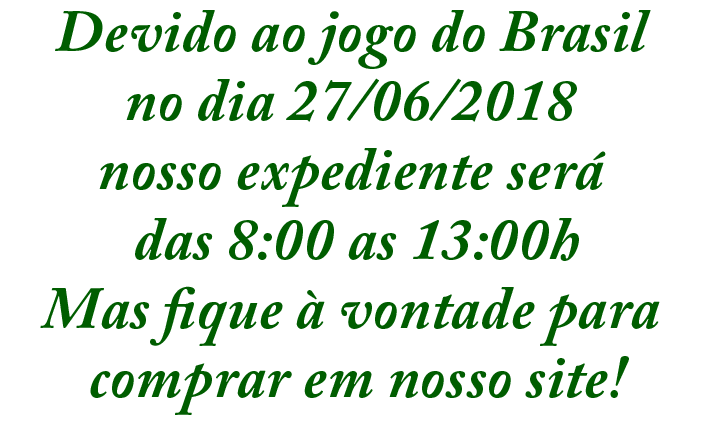 Devido ao jogo do Brasil
no dia 27/06/2018
nosso expediente será
das 8:00 as 13:00h
Mas fique à vontade para
comprar em nosso site!